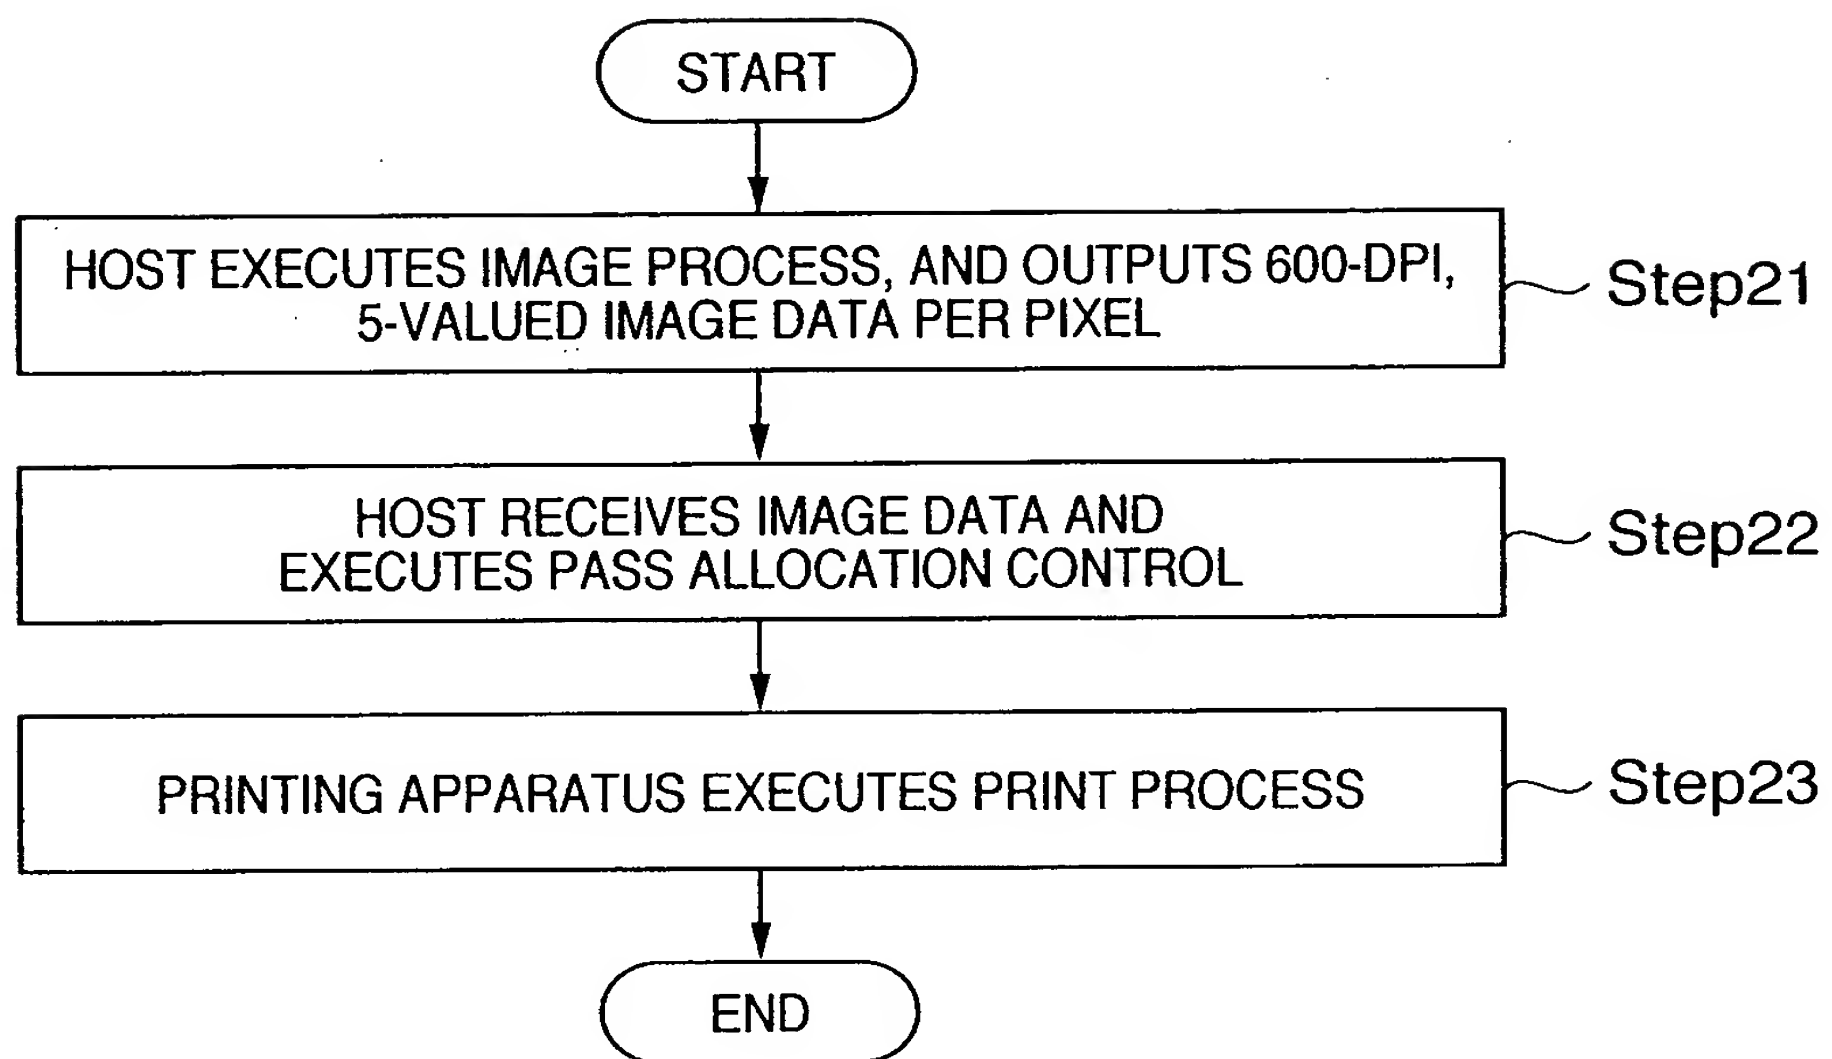 START
HOST EXECUTES IMAGE PROCESS, AND OUTPUTS 600-DPI,
5-VALUED IMAGE DATA PER PIXEL
Step21
HOST RECEIVES IMAGE DATA AND
EXECUTES PASS ALLOCATION CONTROL
Step22
PRINTING APPARATUS EXECUTES PRINT PROCESS
Step23
END